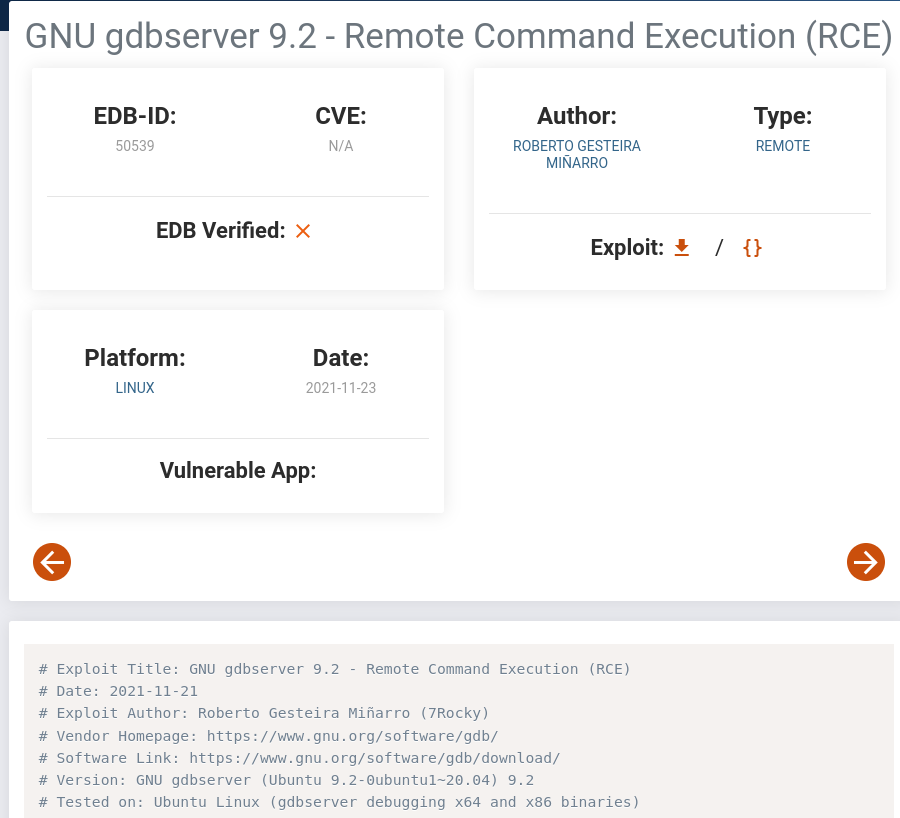 GNU gdbserver 9.2 - Remote Command Execution (RCE)
EDB-ID:
50539
CVE:
N/A
EDB Verified:
Author:
ROBERTO GESTEIRA
MIÑARRO
Type:
REMOTE
Exploit: / {}
Platform:
LINUX
Date:
2021-11-23
Vulnerable App:
# Exploit Title: GNU gdbserver 9.2 - Remote Command Execution (RCE)
# Date: 2021-11-21
# Exploit Author: Roberto Gesteira Miñarro (7Rocky)
# Vendor Homepage: https://www.gnu.org/software/gdb/
# Software Link: https://www.gnu.org/software/gdb/download/
# Version: GNU gdbserver (Ubuntu 9.2-0ubuntu1~20.04) 9.2
# Tested on: Ubuntu Linux (gdbserver debugging x64 and x86 binaries)